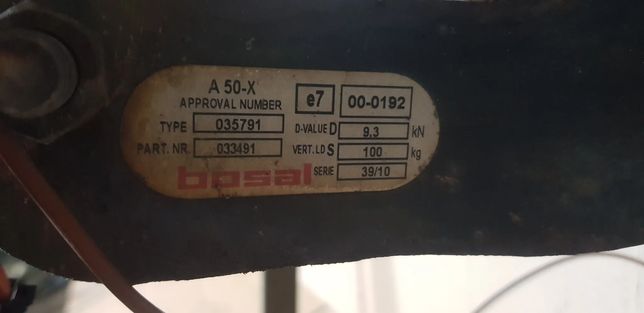 A 50-X
APPROVAL NUMBER e7 00-0192
TYPE 035791 D-VALUE D 9.3 kN
PART. NR. 033491 VERT. LD S 100 kg
bosal SERIE 39/10